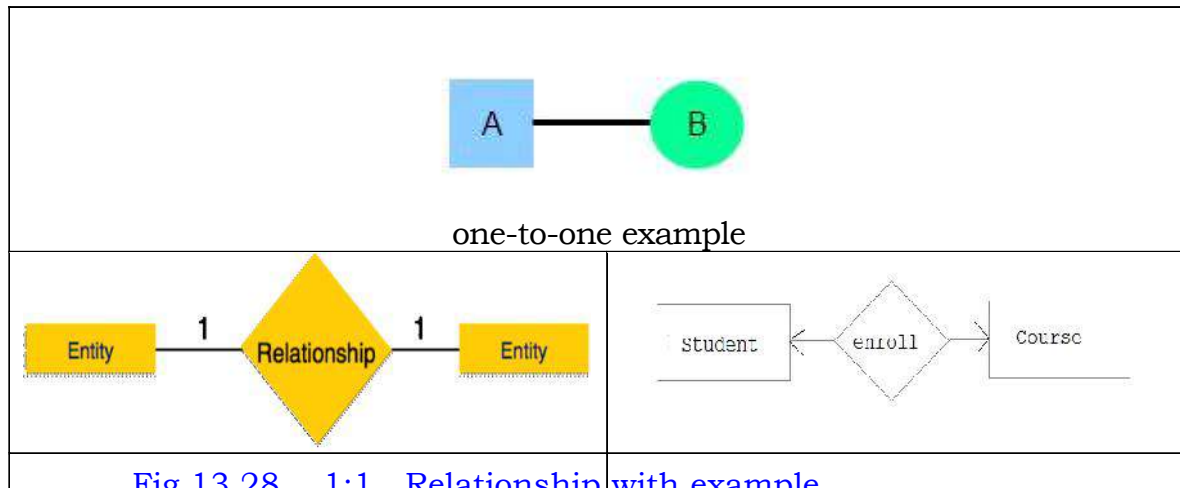 A B
one-to-one example
Entity 1 Relationship 1 Entity
Student enroll Course
Fig 13.28 1:1 Relationship with example